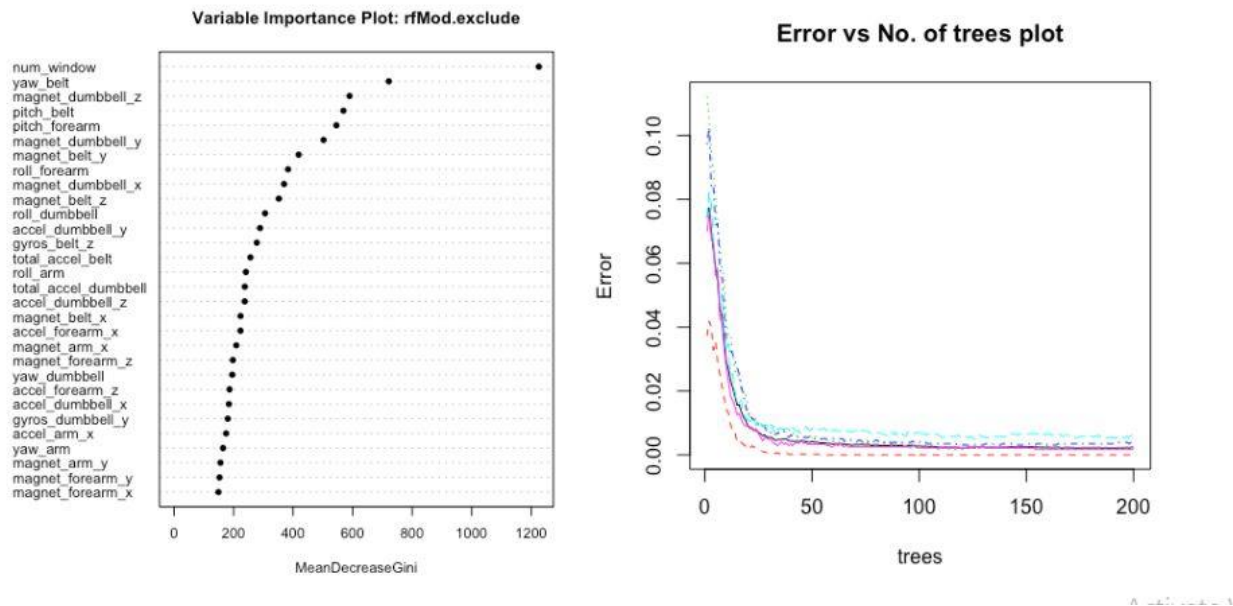 Variable Importance Plot: rfMod.exclude
num_window
yaw_belt
magnet_dumbbell_z
pitch_belt
pitch_forearm
magnet_dumbbell_y
magnet_belt_y
roll_forearm
magnet_dumbbell_x
magnet_belt_z
roll_dumbbell
accel_dumbbell_y
gyros_belt_z
total_accel_belt
roll_arm
total_accel_dumbbell
accel_dumbbell_z
magnet_belt_x
accel_forearm_x
magnet_arm_x
magnet_forearm_z
yaw_dumbbell
accel_forearm_z
accel_dumbbell_x
gyros_dumbbell_y
accel_arm_x
yaw_arm
magnet_arm_y
magnet_forearm_y
magnet_forearm_x
0 200 400 600 800 1000 1200
MeanDecreaseGini
Error vs No. of trees plot
Error
0.10
0.08
0.06
0.04
0.02
0.00
0 50 100 150 200
trees